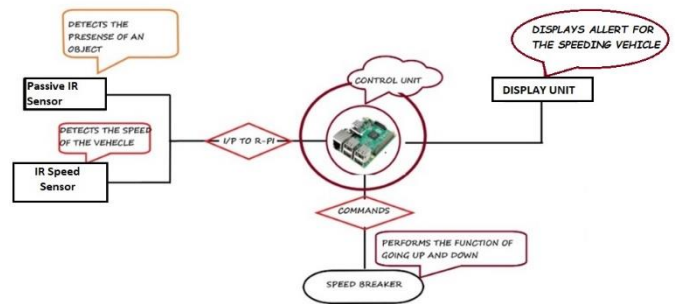 DETECTS THE
PRESENSE OF AN
OBJECT
Passive IR
Sensor
DETECTS THE SPEED
OF THE VEHECLE
IR Speed
Sensor
I/P TO R-PI
CONTROL UNIT
COMMANDS
PERFORMS THE FUNCTION OF
GOING UP AND DOWN
SPEED BREAKER
DISPLAYS ALLERT FOR
THE SPEEDING VEHICLE
DISPLAY UNIT